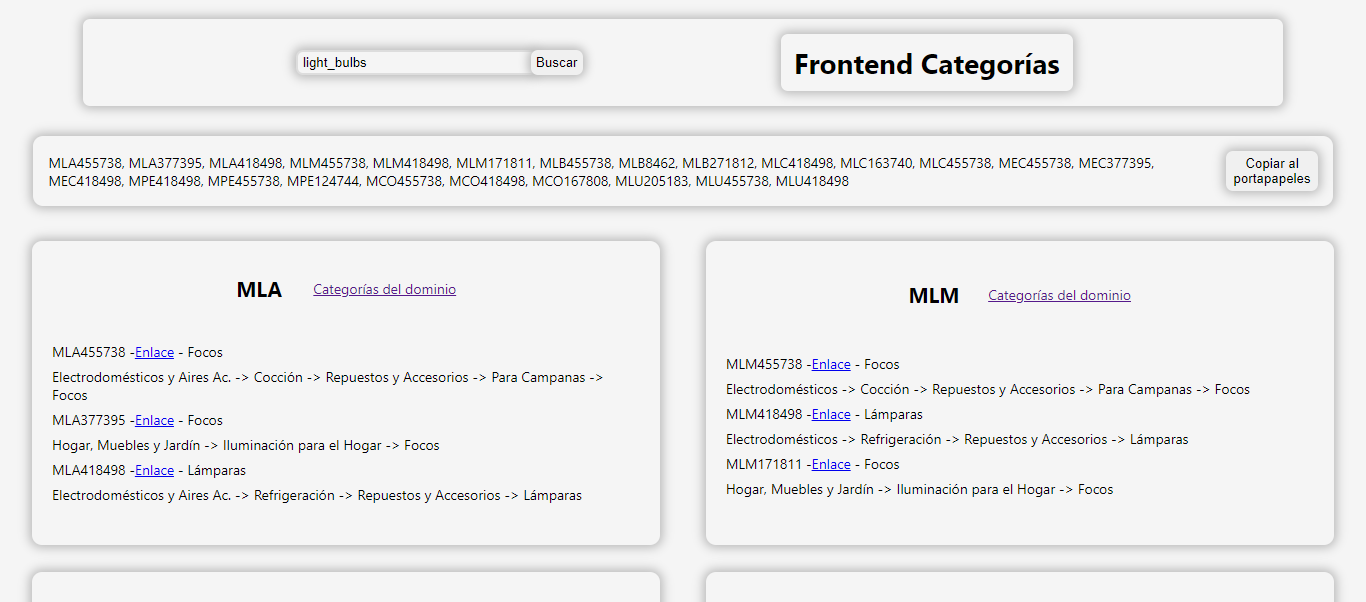 light_bulbs
Buscar
Frontend Categorías
MLA455738, MLA377395, MLA418498, MLM455738, MLM418498, MLM171811, MLB455738, MLB8462, MLB271812, MLC418498, MLC163740, MLC455738, MEC455738, MEC377395,
MEC418498, MPE418498, MPE455738, MPE124744, MCO455738, MCO418498, MCO167808, MLU205183, MLU455738, MLU418498
Copiar al
portapapeles
MLA
Categorías del dominio
MLA455738 -Enlace - Focos
Electrodomésticos y Aires Ac. -> Cocción -> Repuestos y Accesorios -> Para Campanas ->
Focos
MLA377395 -Enlace - Focos
Hogar, Muebles y Jardín -> Iluminación para el Hogar -> Focos
MLA418498 -Enlace - Lámparas
Electrodomésticos y Aires Ac. -> Refrigeración -> Repuestos y Accesorios -> Lámparas
MLM
Categorías del dominio
MLM455738 -Enlace - Focos
Electrodomésticos -> Cocción -> Repuestos y Accesorios -> Para Campanas -> Focos
MLM418498 -Enlace - Lámparas
Electrodomésticos -> Refrigeración -> Repuestos y Accesorios -> Lámparas
MLM171811 -Enlace - Focos
Hogar, Muebles y Jardín -> Iluminación para el Hogar -> Focos